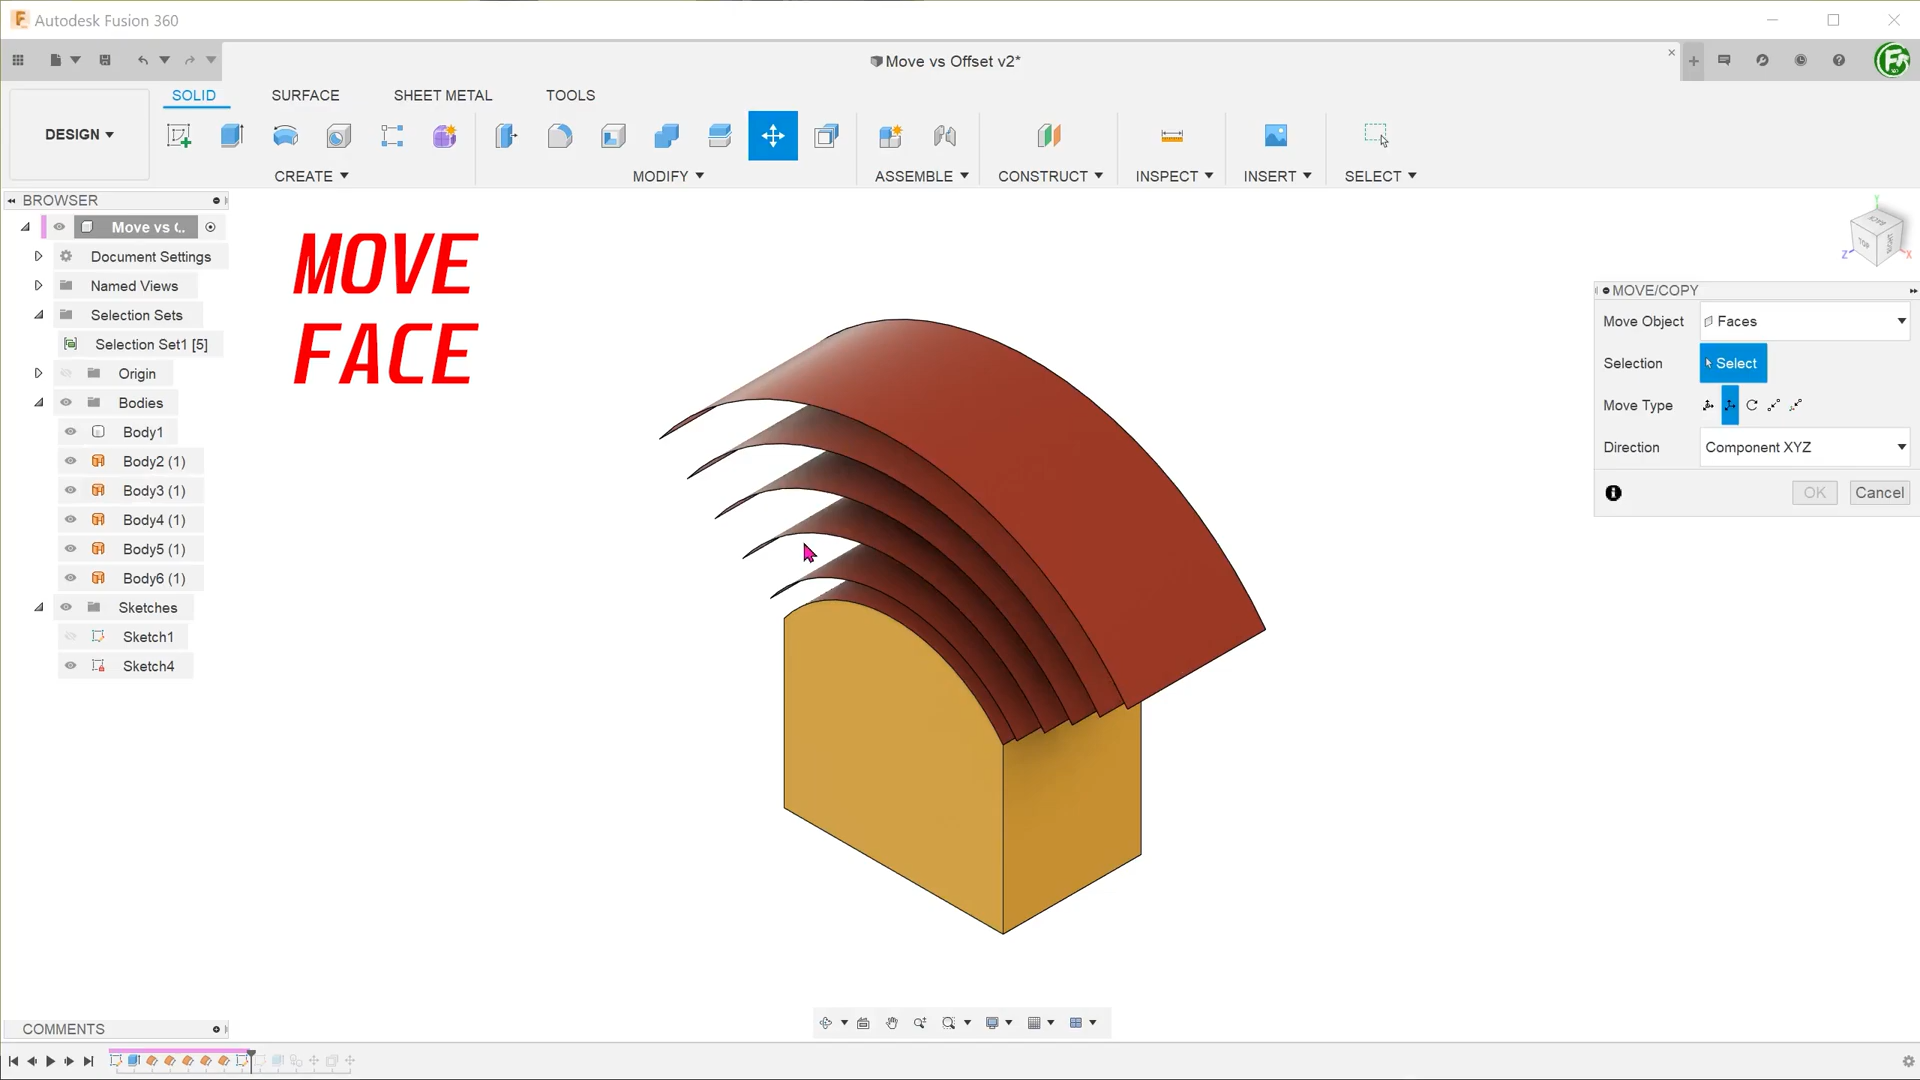 Autodesk Fusion 360
Move vs Offset v2*
SOLID SURFACE SHEET METAL TOOLS
DESIGN
CREATE MODIFY ASSEMBLE CONSTRUCT INSPECT INSERT SELECT
BROWSER
Move vs (..
Document Settings
Named Views
Selection Sets
Selection Set1 [5]
Origin
Bodies
Body1
Body2 (1)
Body3 (1)
Body4 (1)
Body5 (1)
Body6 (1)
Sketches
Sketch1
Sketch4
MOVE
FACE
Y
BACK
TOP
RIGHT
Z
X
MOVE/COPY
Move Object Faces
Selection Select
Move Type
Direction Component XYZ
OK Cancel
COMMENTS